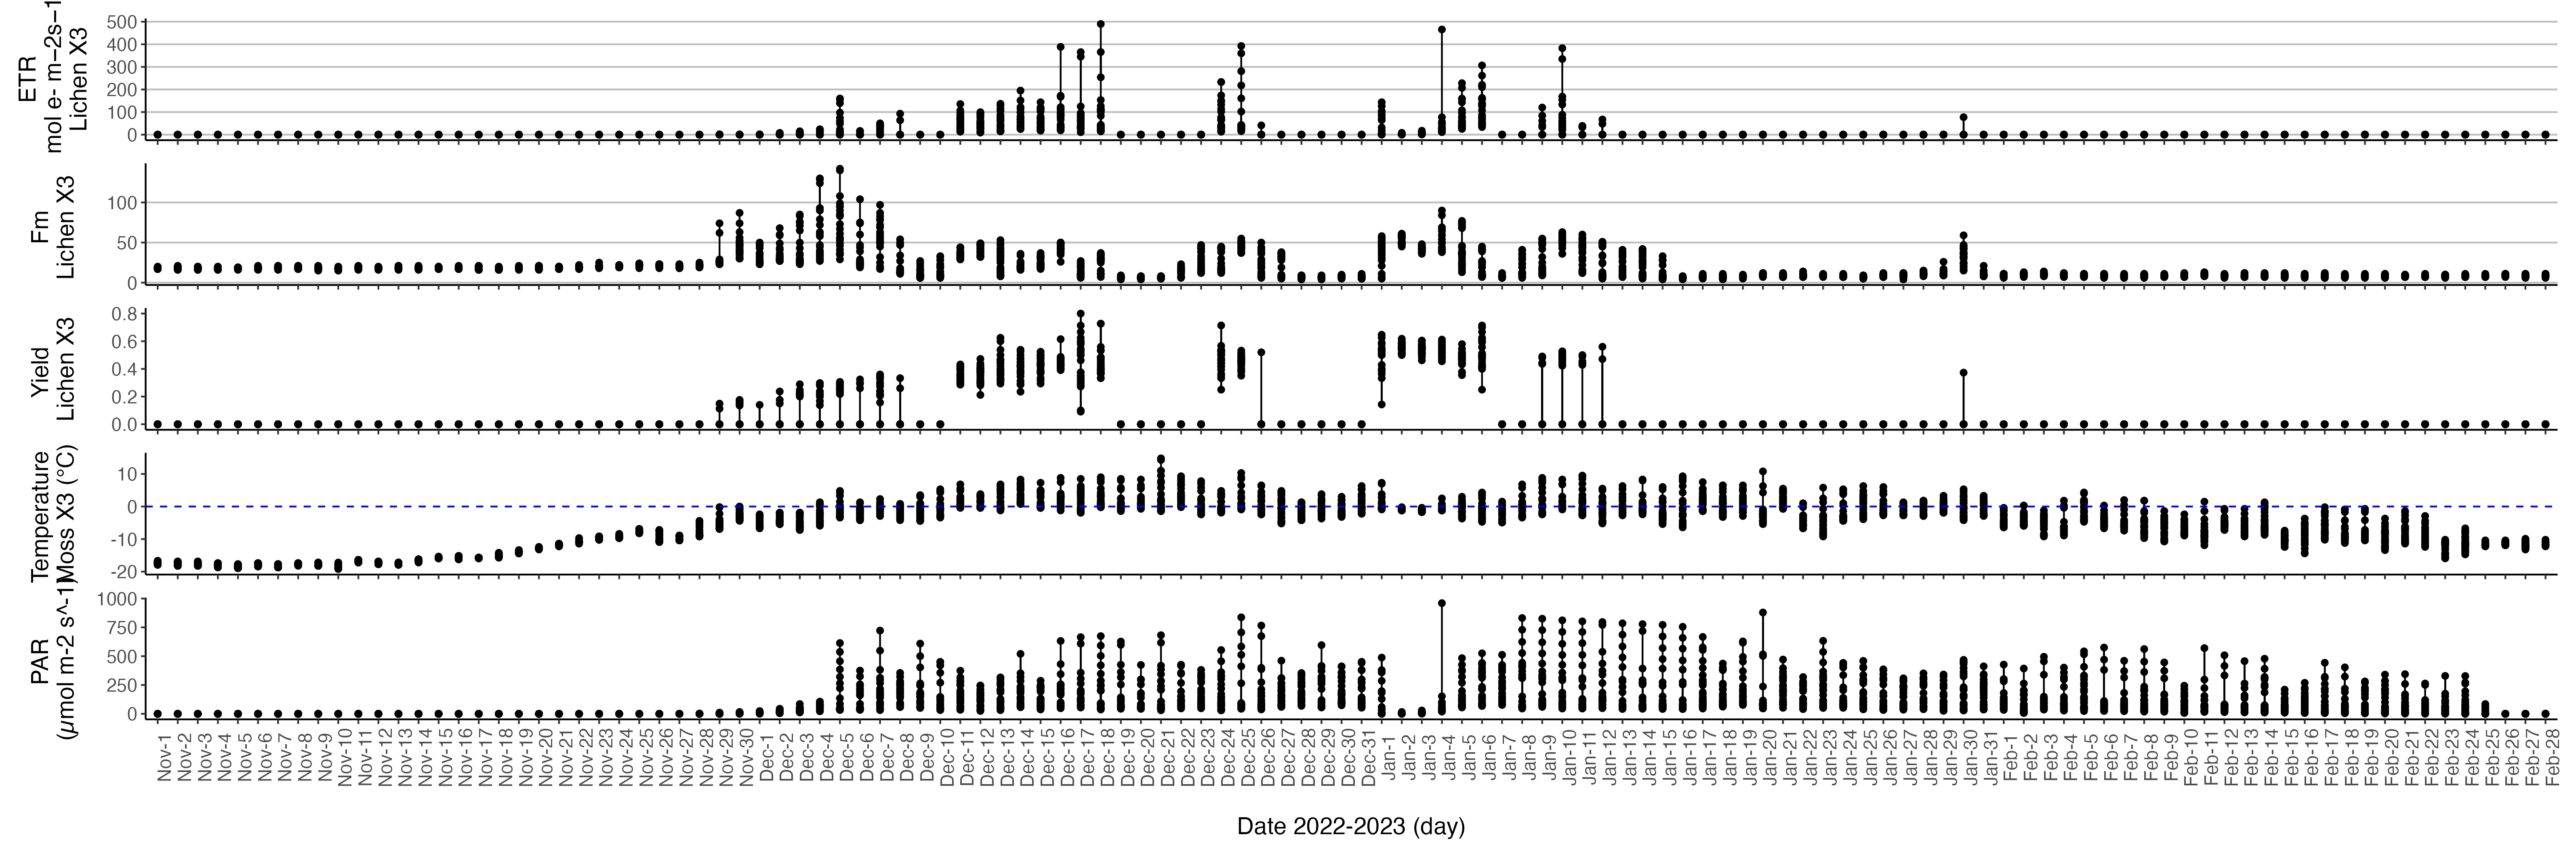 ETR
mol e- m−2s−1
Lichen X3
500
400
300
200
100
0
Fm
Lichen X3
100
50
0
Yield
Lichen X3
0.8
0.6
0.4
0.2
0.0
Temperature
Moss X3 (°C)
10
0
-10
-20
PAR
(µmol m-2 s^-1)
1000
750
500
250
0
Nov-1
Nov-2
Nov-3
Nov-4
Nov-5
Nov-6
Nov-7
Nov-8
Nov-9
Nov-10
Nov-11
Nov-12
Nov-13
Nov-14
Nov-15
Nov-16
Nov-17
Nov-18
Nov-19
Nov-20
Nov-21
Nov-22
Nov-23
Nov-24
Nov-25
Nov-26
Nov-27
Nov-28
Nov-29
Nov-30
Dec-1
Dec-2
Dec-3
Dec-4
Dec-5
Dec-6
Dec-7
Dec-8
Dec-9
Dec-10
Dec-11
Dec-12
Dec-13
Dec-14
Dec-15
Dec-16
Dec-17
Dec-18
Dec-19
Dec-20
Dec-21
Dec-22
Dec-23
Dec-24
Dec-25
Dec-26
Dec-27
Dec-28
Dec-29
Dec-30
Dec-31
Jan-1
Jan-2
Jan-3
Jan-4
Jan-5
Jan-6
Jan-7
Jan-8
Jan-9
Jan-10
Jan-11
Jan-12
Jan-13
Jan-14
Jan-15
Jan-16
Jan-17
Jan-18
Jan-19
Jan-20
Jan-21
Jan-22
Jan-23
Jan-24
Jan-25
Jan-26
Jan-27
Jan-28
Jan-29
Jan-30
Jan-31
Feb-1
Feb-2
Feb-3
Feb-4
Feb-5
Feb-6
Feb-7
Feb-8
Feb-9
Feb-10
Feb-11
Feb-12
Feb-13
Feb-14
Feb-15
Feb-16
Feb-17
Feb-18
Feb-19
Feb-20
Feb-21
Feb-22
Feb-23
Feb-24
Feb-25
Feb-26
Feb-27
Feb-28
Date 2022-2023 (day)